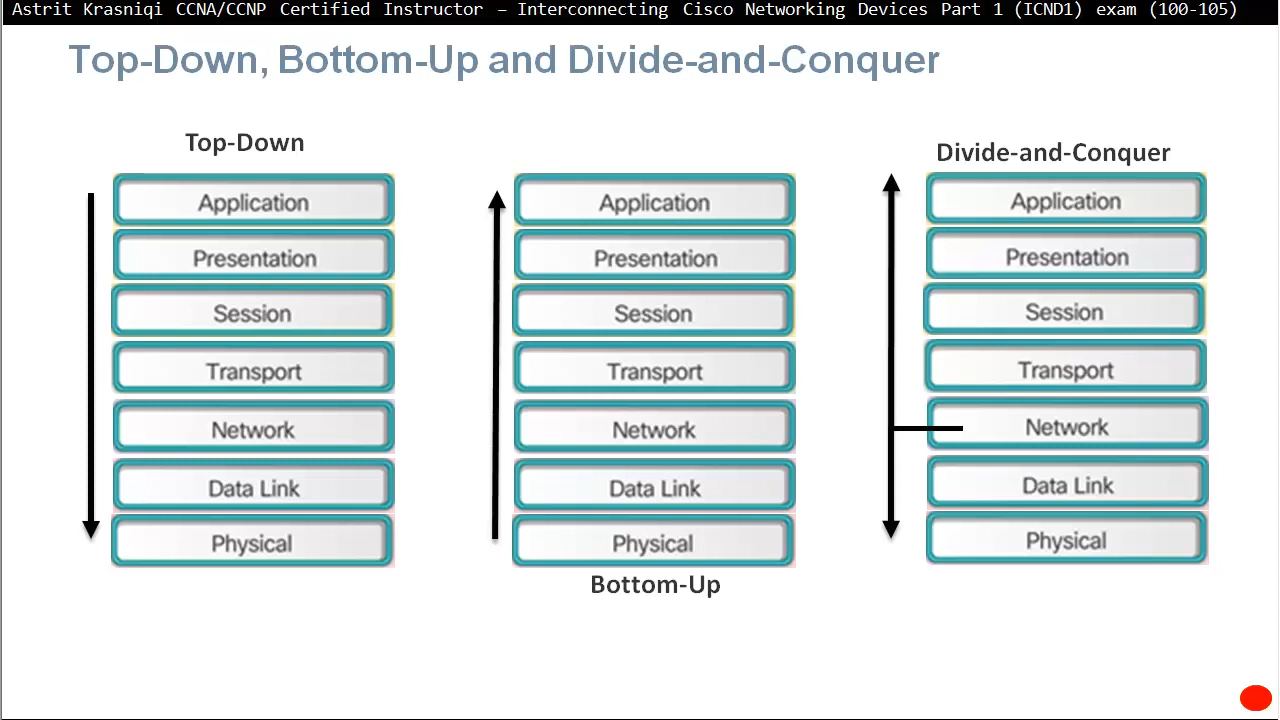 Astrit Krasniqi CCNA/CCNP Certified Instructor – Interconnecting Cisco Networking Devices Part 1 (ICND1) exam (100-105)
Top-Down, Bottom-Up and Divide-and-Conquer
Top-Down
Application
Presentation
Session
Transport
Network
Data Link
Physical
Application
Presentation
Session
Transport
Network
Data Link
Physical
Bottom-Up
Divide-and-Conquer
Application
Presentation
Session
Transport
Network
Data Link
Physical